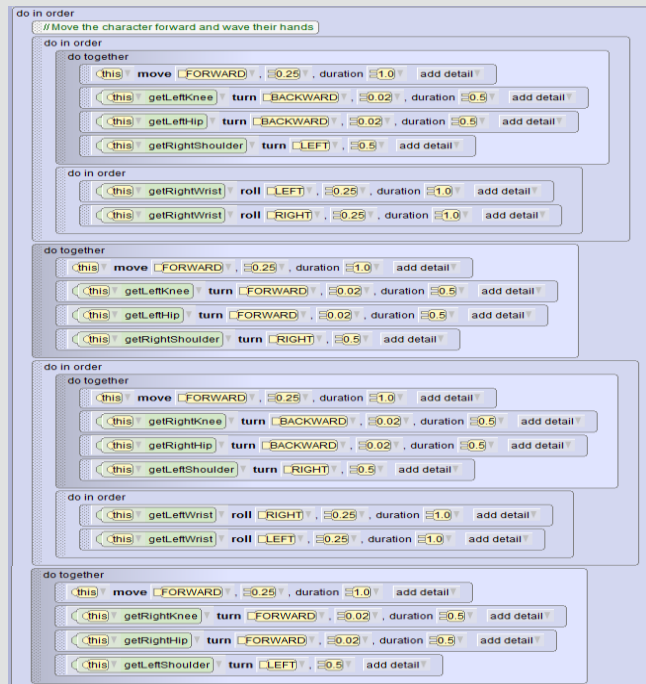 do in order
// Move the character forward and wave their hands
do in order
do together
this move FORWARD , 0.25 , duration 1.0 add detail
this getLeftKnee turn BACKWARD , 0.02 , duration 0.5 add detail
this getLeftHip turn BACKWARD , 0.02 , duration 0.5 add detail
this getRightShoulder turn LEFT , 0.5 add detail
do in order
this getRightWrist roll LEFT , 0.25 , duration 1.0 add detail
this getRightWrist roll RIGHT , 0.25 , duration 1.0 add detail
do together
this move FORWARD , 0.25 , duration 1.0 add detail
this getLeftKnee turn FORWARD , 0.02 , duration 0.5 add detail
this getLeftHip turn FORWARD , 0.02 , duration 0.5 add detail
this getRightShoulder turn RIGHT , 0.5 add detail
do in order
do together
this move FORWARD , 0.25 , duration 1.0 add detail
this getRightKnee turn BACKWARD , 0.02 , duration 0.5 add detail
this getRightHip turn BACKWARD , 0.02 , duration 0.5 add detail
this getLeftShoulder turn RIGHT , 0.5 add detail
do in order
this getLeftWrist roll RIGHT , 0.25 , duration 1.0 add detail
this getLeftWrist roll LEFT , 0.25 , duration 1.0 add detail
do together
this move FORWARD , 0.25 , duration 1.0 add detail
this getRightKnee turn FORWARD , 0.02 , duration 0.5 add detail
this getRightHip turn FORWARD , 0.02 , duration 0.5 add detail
this getLeftShoulder turn LEFT , 0.5 add detail